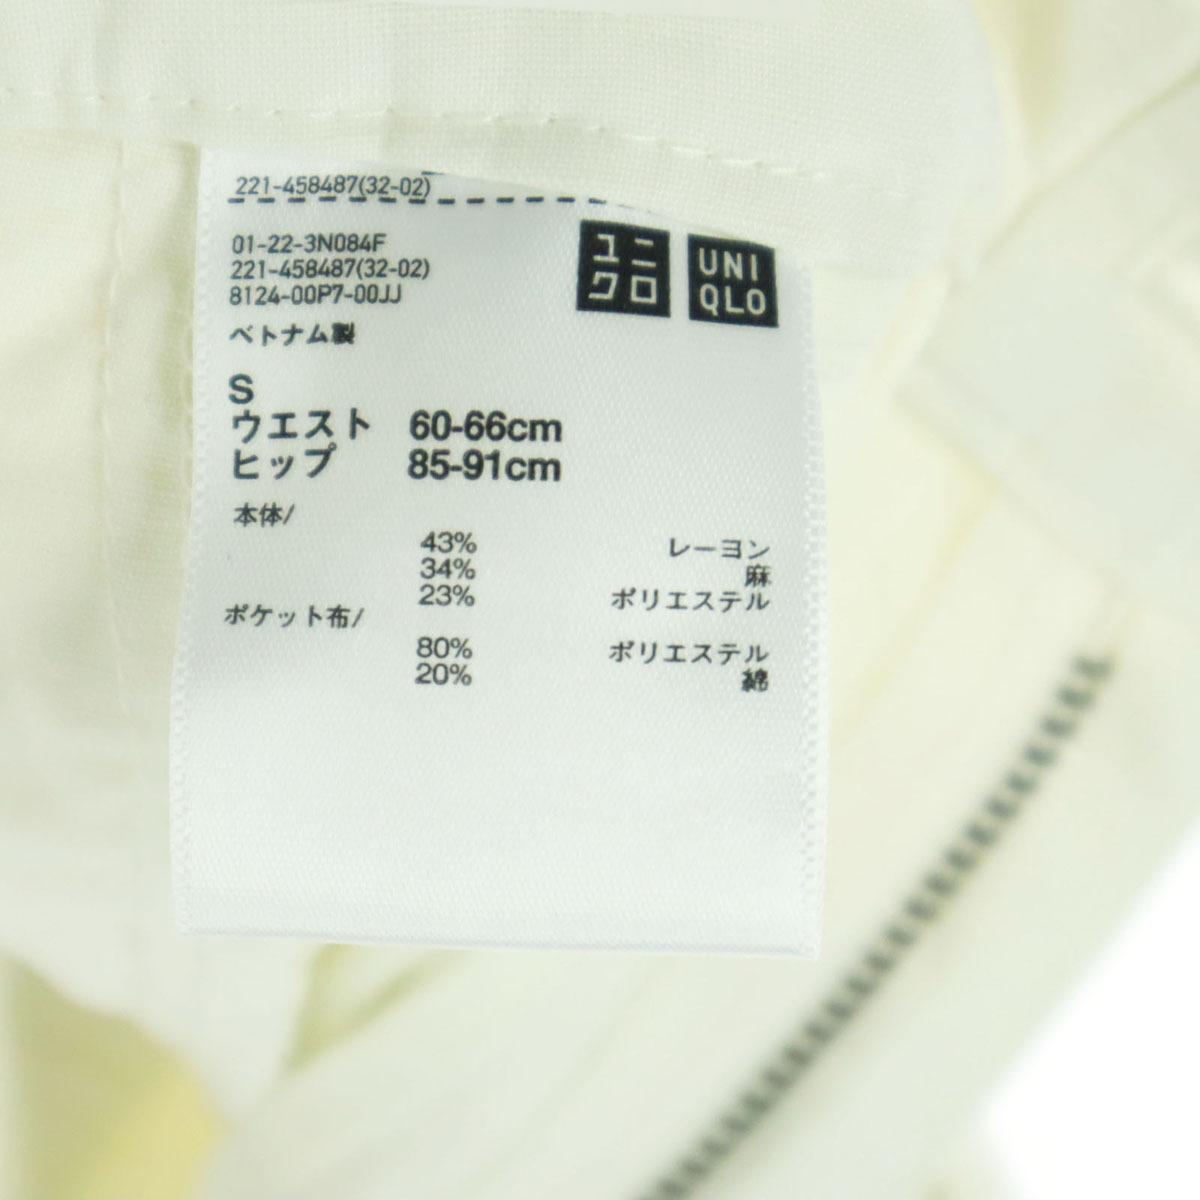 221-458487(32-02)
01-22-3N084F
221-458487(32-02)
8124-00P7-00JJ
ベトナム製
ユニ
クロ
UNI
QLO
S
ウエスト 60-66cm
ヒップ 85-91cm
本体/
43% レーヨン
34% 麻
23% ポリエステル
ポケット布/
80% ポリエステル
20% 綿